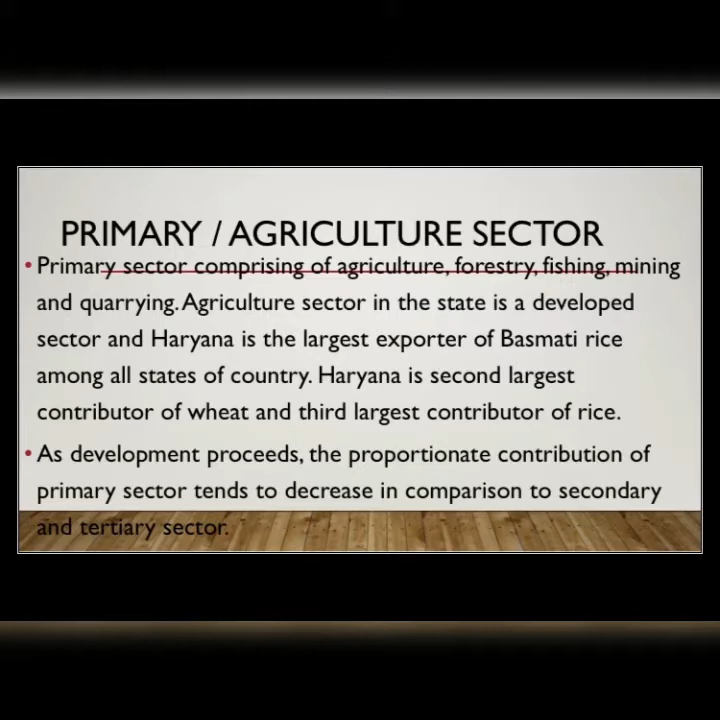 PRIMARY / AGRICULTURE SECTOR
• Primary sector comprising of agriculture, forestry, fishing, mining
and quarrying. Agriculture sector in the state is a developed
sector and Haryana is the largest exporter of Basmati rice
among all states of country. Haryana is second largest
contributor of wheat and third largest contributor of rice.
• As development proceeds, the proportionate contribution of
primary sector tends to decrease in comparison to secondary
and tertiary sector.